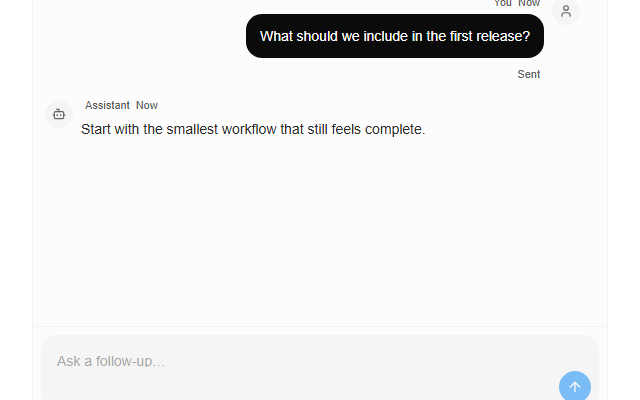 You Now
What should we include in the first release?
Sent
Assistant Now
Start with the smallest workflow that still feels complete.
Ask a follow-up...